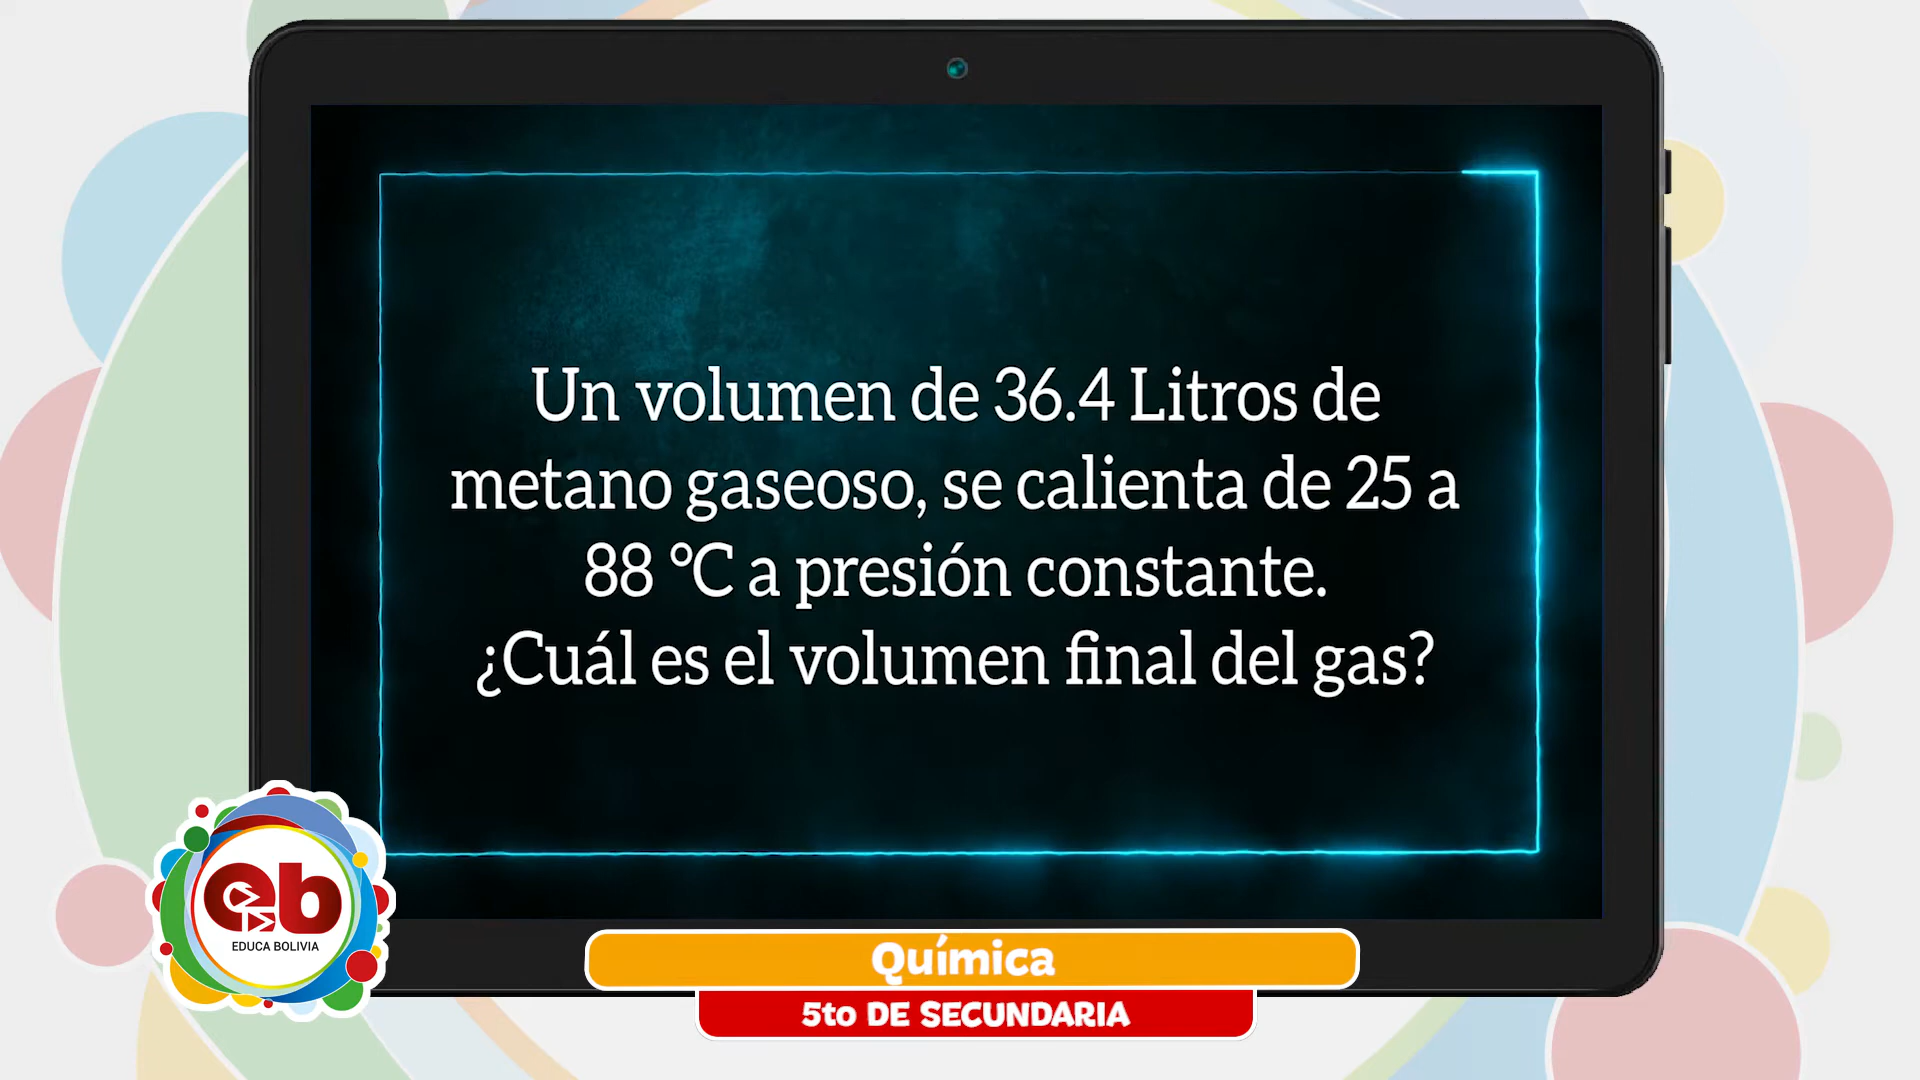 Un volumen de 36.4 Litros de
metano gaseoso, se calienta de 25 a
88 °C a presión constante.
¿Cuál es el volumen final del gas?
eb
EDUCA BOLIVIA
Química
5to DE SECUNDARIA